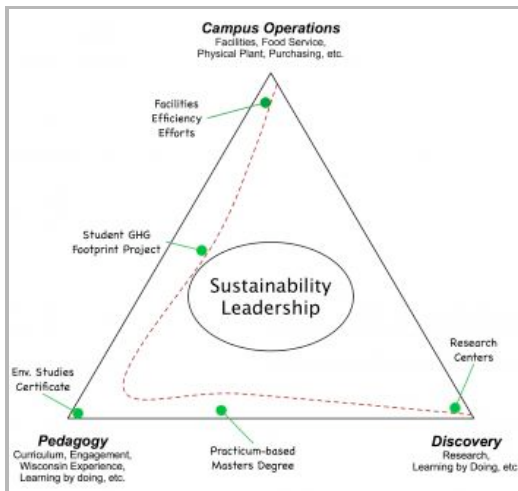 Campus Operations
Facilities, Food Service,
Physical Plant, Purchasing, etc.
Facilities
Efficiency
Efforts
Student GHG
Footprint Project
Sustainability
Leadership
Research
Centers
Env. Studies
Certificate
Pedagogy
Curriculum, Engagement,
Wisconsin Experience,
Learning by doing, etc.
Practicum-based
Masters Degree
Discovery
Research,
Learning by Doing, etc